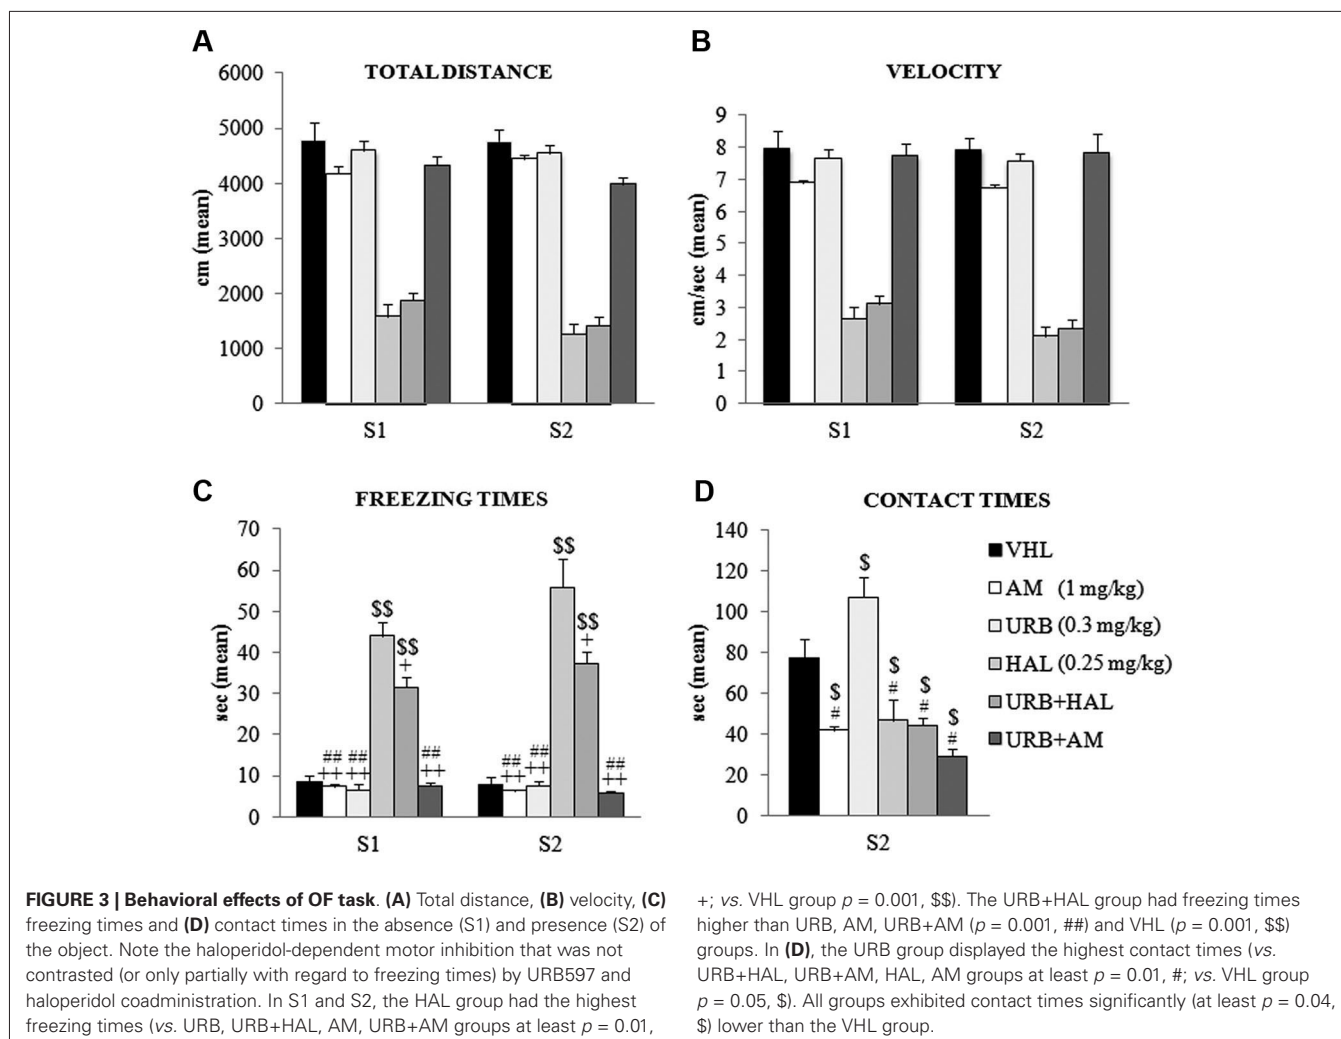 A
TOTAL DISTANCE
cm (mean)
6000
5000
4000
3000
2000
1000
0
S1
S2
B
VELOCITY
cm/sec (mean)
9
8
7
6
5
4
3
2
1
0
S1
S2
C
FREEZING TIMES
sec (mean)
70
60
50
40
30
20
10
0
$$
$$
$$
+
$$
+
## ## ##
++ ++ ++
## ## ##
++ ++ ++
S1
S2
D
CONTACT TIMES
sec (mean)
140
120
100
80
60
40
20
0
$
#
$
$
#
$
#
$
#
S2
VHL
AM (1 mg/kg)
URB (0.3 mg/kg)
HAL (0.25 mg/kg)
URB+HAL
URB+AM
FIGURE 3 | Behavioral effects of OF task. (A) Total distance, (B) velocity, (C)
freezing times and (D) contact times in the absence (S1) and presence (S2) of
the object. Note the haloperidol-dependent motor inhibition that was not
contrasted (or only partially with regard to freezing times) by URB597 and
haloperidol coadministration. In S1 and S2, the HAL group had the highest
freezing times (vs. URB, URB+HAL, AM, URB+AM groups at least p = 0.01,
+; vs. VHL group p = 0.001, $$). The URB+HAL group had freezing times
higher than URB, AM, URB+AM (p = 0.001, ##) and VHL (p = 0.001, $$)
groups. In (D), the URB group displayed the highest contact times (vs.
URB+HAL, URB+AM, HAL, AM groups at least p = 0.01, #; vs. VHL group
p = 0.05, $). All groups exhibited contact times significantly (at least p = 0.04,
$) lower than the VHL group.